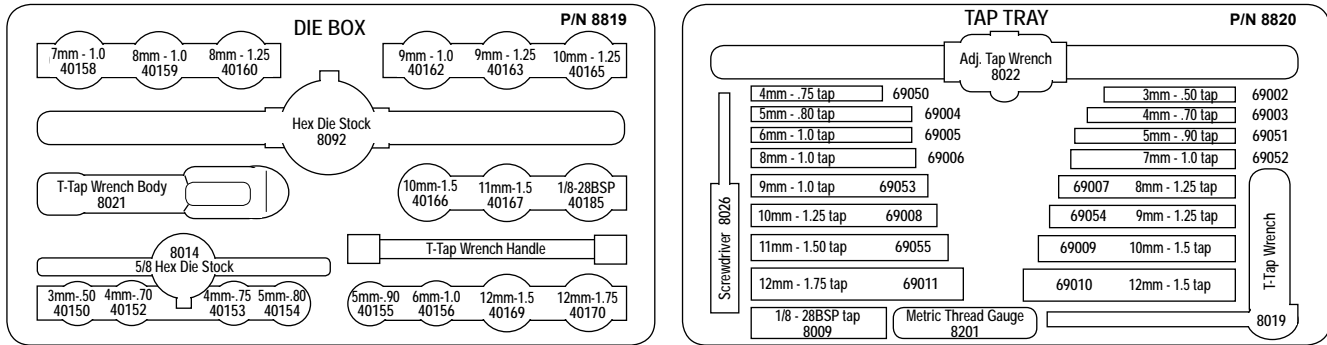 DIE BOX
P/N 8819
7mm - 1.0
40158
8mm - 1.0
40159
8mm - 1.25
40160
9mm - 1.0
40162
9mm - 1.25
40163
10mm - 1.25
40165
Hex Die Stock
8092
T-Tap Wrench Body
8021
10mm-1.5
40166
11mm-1.5
40167
1/8-28BSP
40185
8014
5/8 Hex Die Stock
T-Tap Wrench Handle
3mm-.50
40150
4mm-.70
40152
4mm-.75
40153
5mm-.80
40154
5mm-.90
40155
6mm-1.0
40156
12mm-1.5
40169
12mm-1.75
40170
TAP TRAY
P/N 8820
Adj. Tap Wrench
8022
Screwdriver 8026
4mm - .75 tap 69050
5mm - .80 tap 69004
6mm - 1.0 tap 69005
8mm - 1.0 tap 69006
9mm - 1.0 tap 69053
10mm - 1.25 tap 69008
11mm - 1.50 tap 69055
12mm - 1.75 tap 69011
1/8 - 28BSP tap
8009
Metric Thread Gauge
8201
3mm - .50 tap 69002
4mm - .70 tap 69003
5mm - .90 tap 69051
7mm - 1.0 tap 69052
69007 8mm - 1.25 tap
69054 9mm - 1.25 tap
69009 10mm - 1.5 tap
69010 12mm - 1.5 tap
T-Tap Wrench
8019